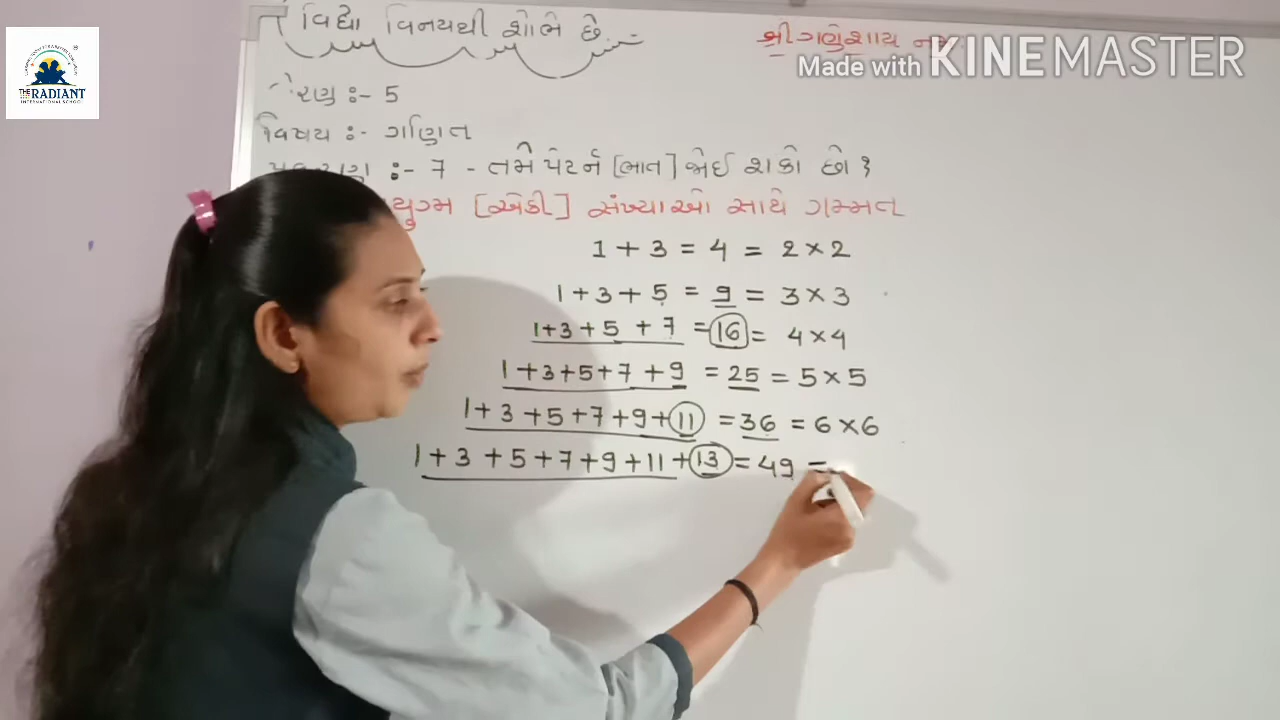 વિદ્યા વિનયથી શોભે છે
શ્રી ગણેશાય નમ
Made with KINEMASTER
THE RADIANT
INTERNATIONAL SCHOOL
ધોરણ :- 5
વિષય :- ગણિત
:- 7 - તમે પેટર્ન [ભાત] જોઈ શકો છો ?
યુગ્મ [એકી] સંખ્યાઓ સાથે ગમ્મત
1 + 3 = 4 = 2 × 2
1 + 3 + 5 = 9 = 3 × 3
1+3 + 5 + 7 = 16 = 4 × 4
1 + 3+5+7 + 9 = 25 = 5 × 5
1+ 3 +5 +7 +9+ 11 = 36 = 6 × 6
1 + 3 + 5 + 7 + 9 + 11 + 13 = 49 =